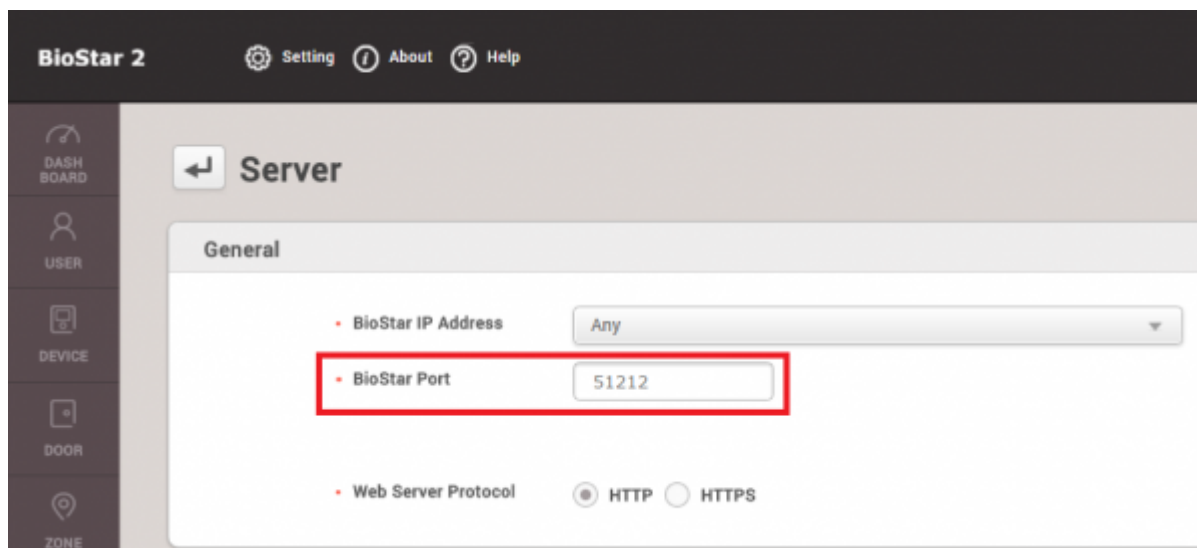 BioStar 2 Setting About Help
DASH
BOARD
Server
USER
General
BioStar IP Address Any
DEVICE
BioStar Port 51212
DOOR
Web Server Protocol HTTP HTTPS
ZONE